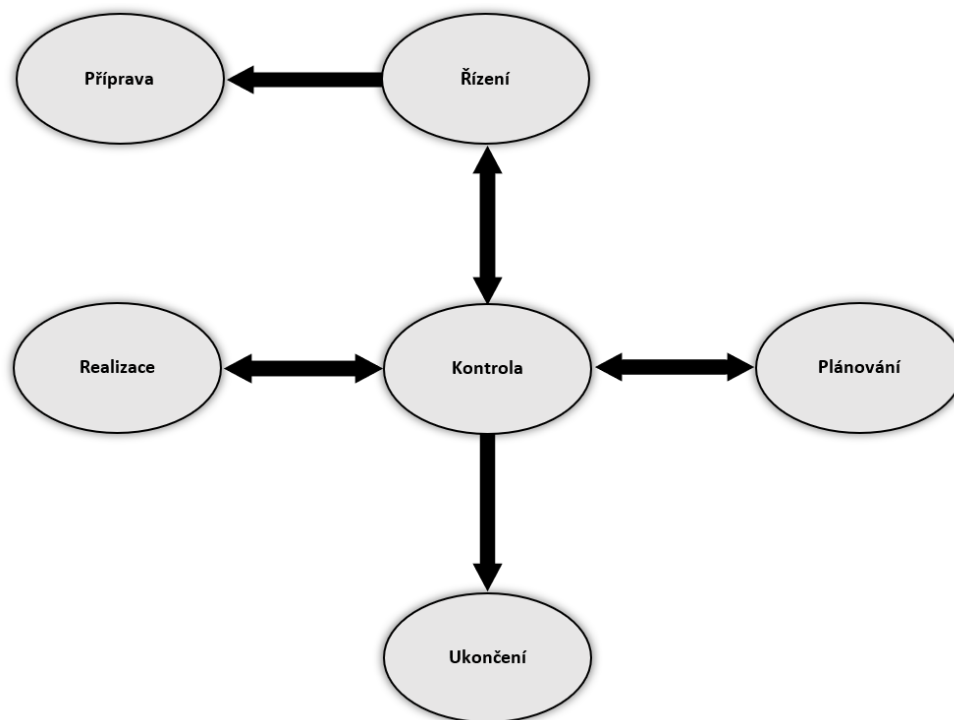 Příprava
Řízení
Realizace
Kontrola
Plánování
Ukončení